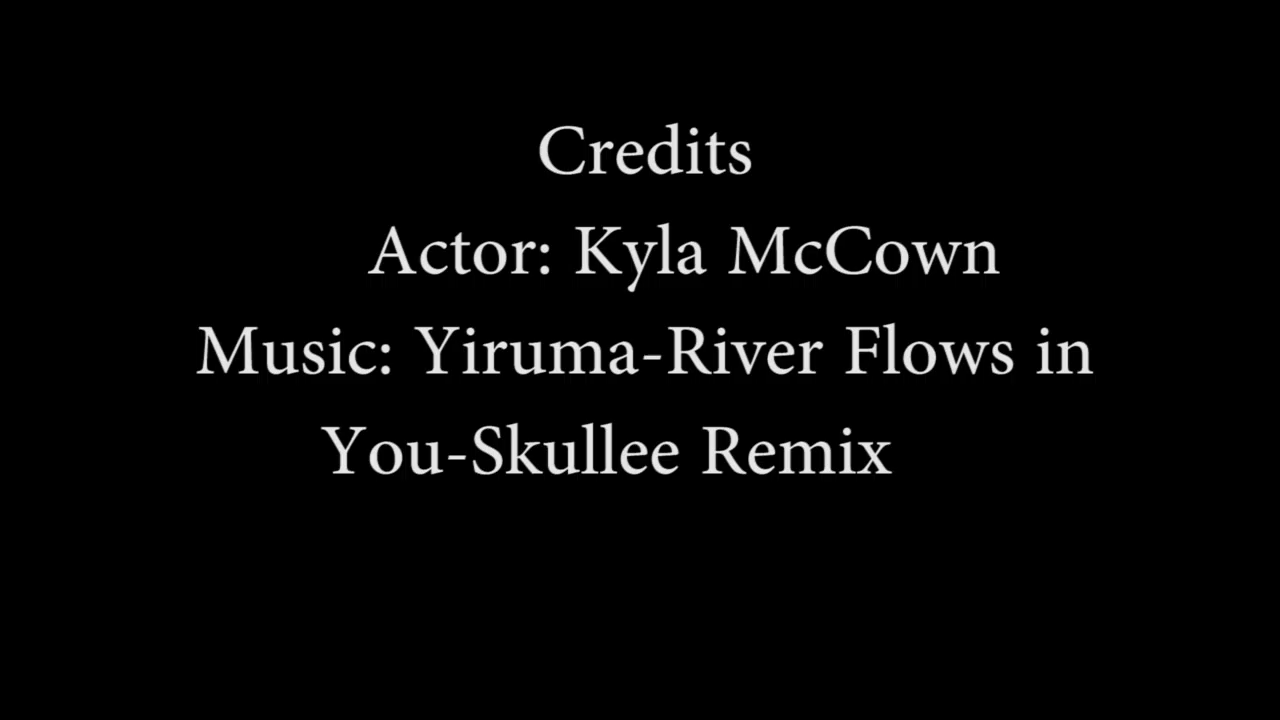 Credits
Actor: Kyla McCown
Music: Yiruma-River Flows in
You-Skullee Remix